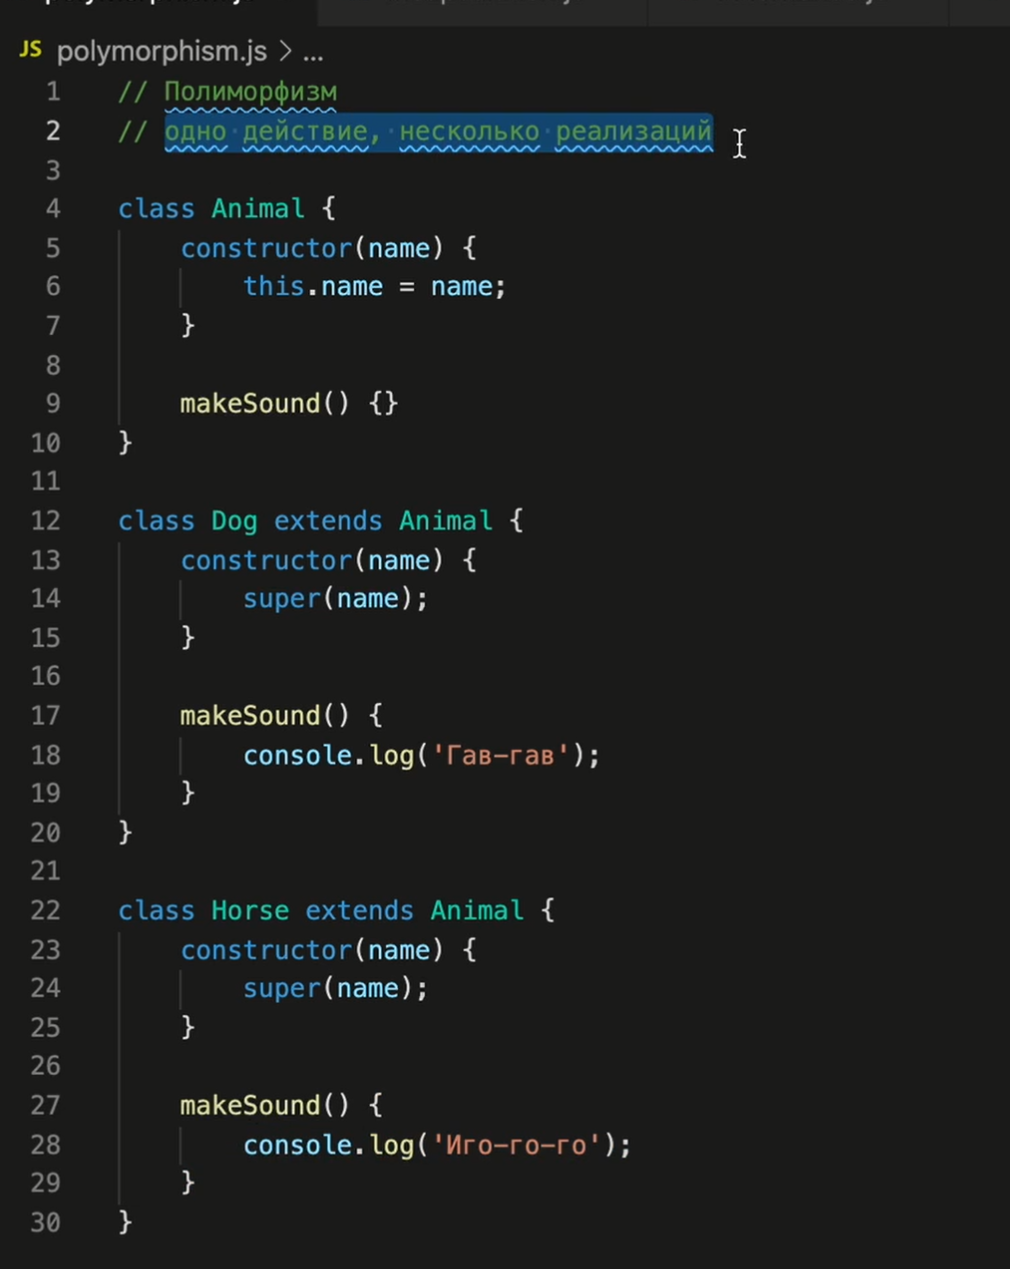 JS polymorphism.js > ...
1 // Полиморфизм
2 // одно действие, несколько реализаций
3
4 class Animal {
5 constructor(name) {
6 this.name = name;
7 }
8
9 makeSound() {}
10 }
11
12 class Dog extends Animal {
13 constructor(name) {
14 super(name);
15 }
16
17 makeSound() {
18 console.log('Гав-гав');
19 }
20 }
21
22 class Horse extends Animal {
23 constructor(name) {
24 super(name);
25 }
26
27 makeSound() {
28 console.log('Иго-го-го');
29 }
30 }